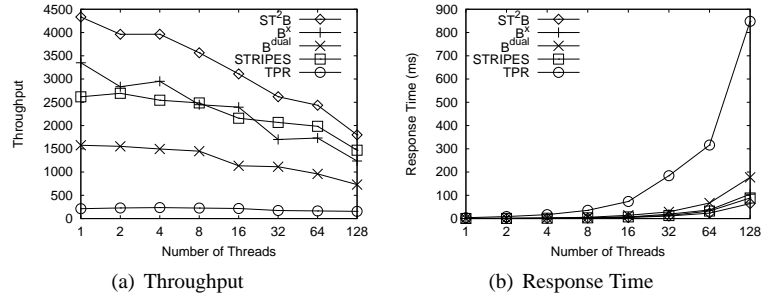 4500
4000
3500
3000
2500
2000
1500
1000
500
0
Throughput
ST²B
Bˣ
B^dual
STRIPES
TPR
1 2 4 8 16 32 64 128
Number of Threads
(a) Throughput
900
800
700
600
500
400
300
200
100
0
Response Time (ms)
ST²B
Bˣ
B^dual
STRIPES
TPR
1 2 4 8 16 32 64 128
Number of Threads
(b) Response Time